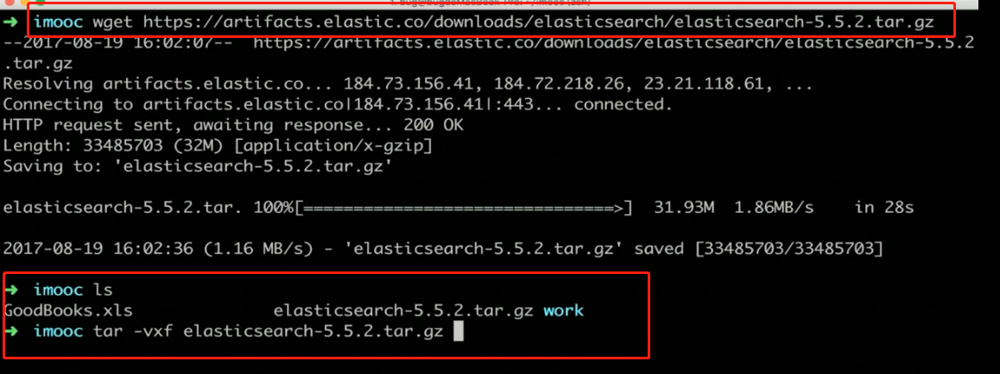 ➜ imooc wget https://artifacts.elastic.co/downloads/elasticsearch/elasticsearch-5.5.2.tar.gz
--2017-08-19 16:02:07-- https://artifacts.elastic.co/downloads/elasticsearch/elasticsearch-5.5.2
.tar.gz
Resolving artifacts.elastic.co... 184.73.156.41, 184.72.218.26, 23.21.118.61, ...
Connecting to artifacts.elastic.co|184.73.156.41|:443... connected.
HTTP request sent, awaiting response... 200 OK
Length: 33485703 (32M) [application/x-gzip]
Saving to: 'elasticsearch-5.5.2.tar.gz'
elasticsearch-5.5.2.tar. 100%[===============================>] 31.93M 1.86MB/s in 28s
2017-08-19 16:02:36 (1.16 MB/s) - 'elasticsearch-5.5.2.tar.gz' saved [33485703/33485703]
➜ imooc ls
GoodBooks.xls elasticsearch-5.5.2.tar.gz work
➜ imooc tar -vxf elasticsearch-5.5.2.tar.gz